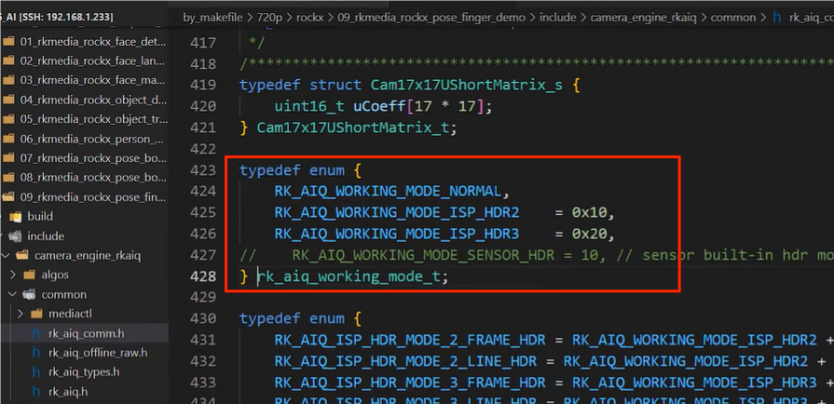 5_AI [SSH: 192.168.1.233]
01_rkmedia_rockx_face_det...
02_rkmedia_rockx_face_lan...
03_rkmedia_rockx_face_ma...
04_rkmedia_rockx_object_d...
05_rkmedia_rockx_object_tr...
06_rkmedia_rockx_person_...
07_rkmedia_rockx_pose_bo...
08_rkmedia_rockx_pose_bo...
09_rkmedia_rockx_pose_fin...
build
include
camera_engine_rkaiq
algos
common
mediactl
h rk_aiq_comm.h
h rk_aiq_offline_raw.h
h rk_aiq_types.h
h rk_aiq.h
by_makefile > 720p > rockx > 09_rkmedia_rockx_pose_finger_demo > include > camera_engine_rkaiq > common > h rk_aiq_co
417 */
418 /******************************************************************************
419 typedef struct Cam17x17UShortMatrix_s {
420 uint16_t uCoeff[17 * 17];
421 } Cam17x17UShortMatrix_t;
422
423 typedef enum {
424 RK_AIQ_WORKING_MODE_NORMAL,
425 RK_AIQ_WORKING_MODE_ISP_HDR2 = 0x10,
426 RK_AIQ_WORKING_MODE_ISP_HDR3 = 0x20,
427 // RK_AIQ_WORKING_MODE_SENSOR_HDR = 10, // sensor built-in hdr mo
428 } rk_aiq_working_mode_t;
429
430 typedef enum {
431 RK_AIQ_ISP_HDR_MODE_2_FRAME_HDR = RK_AIQ_WORKING_MODE_ISP_HDR2 +
432 RK_AIQ_ISP_HDR_MODE_2_LINE_HDR = RK_AIQ_WORKING_MODE_ISP_HDR2 +
433 RK_AIQ_ISP_HDR_MODE_3_FRAME_HDR = RK_AIQ_WORKING_MODE_ISP_HDR3 +
434 RK_AIQ_ISP_HDR_MODE_3_LINE_HDR = RK_AIQ_WORKING_MODE_ISP_HDR3 +